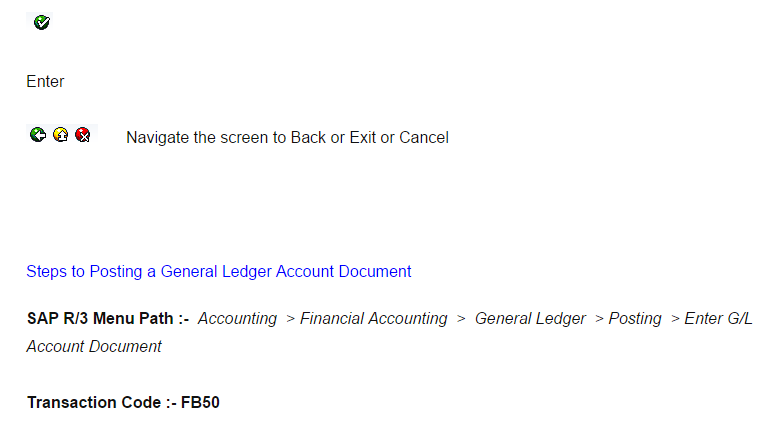 Enter
Navigate the screen to Back or Exit or Cancel
Steps to Posting a General Ledger Account Document
SAP R/3 Menu Path :- Accounting > Financial Accounting > General Ledger > Posting > Enter G/L
Account Document
Transaction Code :- FB50